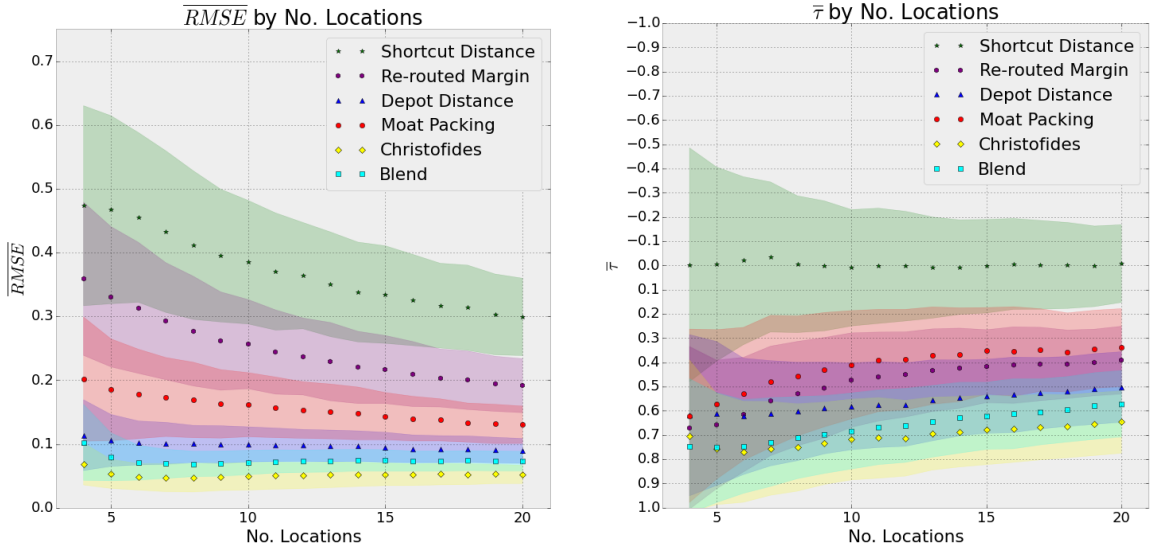 RMSE by No. Locations
0.7
0.6
0.5
0.4
0.3
0.2
0.1
0.0
RMSE
5
10
15
20
No. Locations
Shortcut Distance
Re-routed Margin
Depot Distance
Moat Packing
Christofides
Blend
τ by No. Locations
−1.0
−0.9
−0.8
−0.7
−0.6
−0.5
−0.4
−0.3
−0.2
−0.1
0.0
0.1
0.2
0.3
0.4
0.5
0.6
0.7
0.8
0.9
1.0
τ
5
10
15
20
No. Locations
Shortcut Distance
Re-routed Margin
Depot Distance
Moat Packing
Christofides
Blend